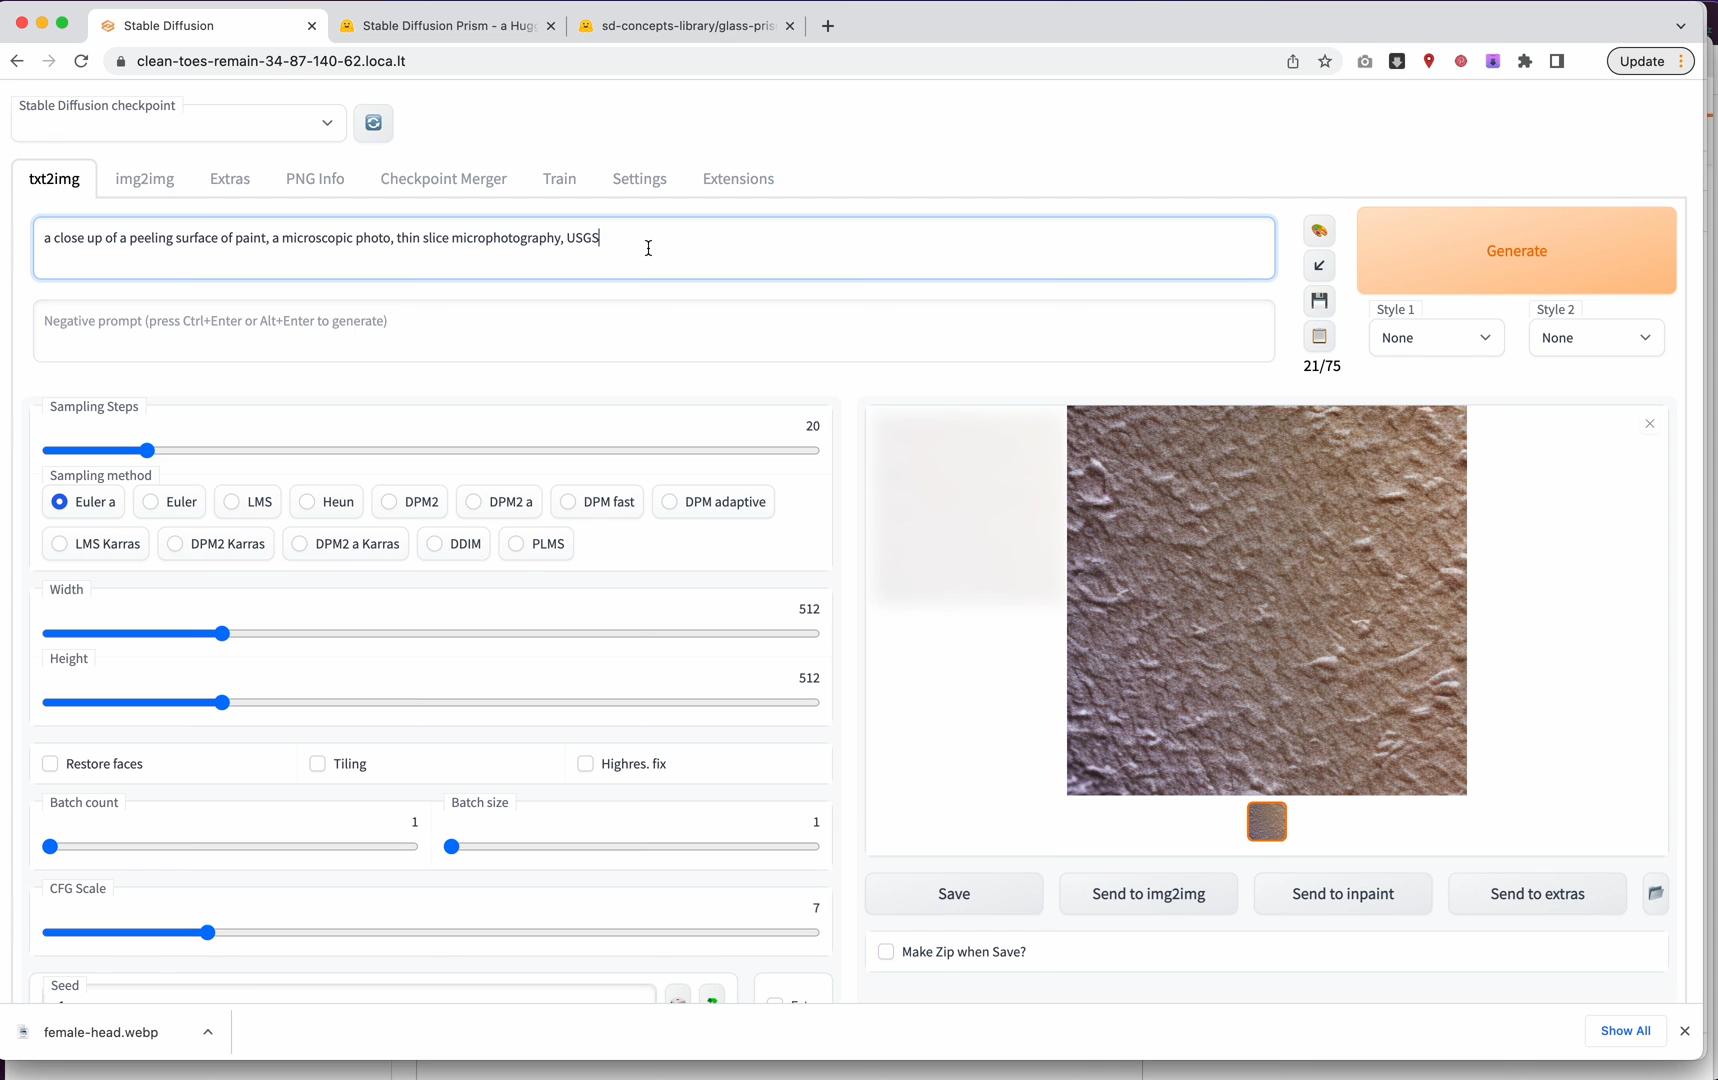 Stable Diffusion
Stable Diffusion Prism - a Hug
sd-concepts-library/glass-pris
clean-toes-remain-34-87-140-62.loca.lt
Update
Stable Diffusion checkpoint
txt2img
img2img
Extras
PNG Info
Checkpoint Merger
Train
Settings
Extensions
a close up of a peeling surface of paint, a microscopic photo, thin slice microphotography, USGS
Generate
Negative prompt (press Ctrl+Enter or Alt+Enter to generate)
Style 1
Style 2
None
None
21/75
Sampling Steps
20
Sampling method
Euler a
Euler
LMS
Heun
DPM2
DPM2 a
DPM fast
DPM adaptive
LMS Karras
DPM2 Karras
DPM2 a Karras
DDIM
PLMS
Width
512
Height
512
Restore faces
Tiling
Highres. fix
Batch count
1
Batch size
1
CFG Scale
7
Seed
Save
Send to img2img
Send to inpaint
Send to extras
Make Zip when Save?
female-head.webp
Show All